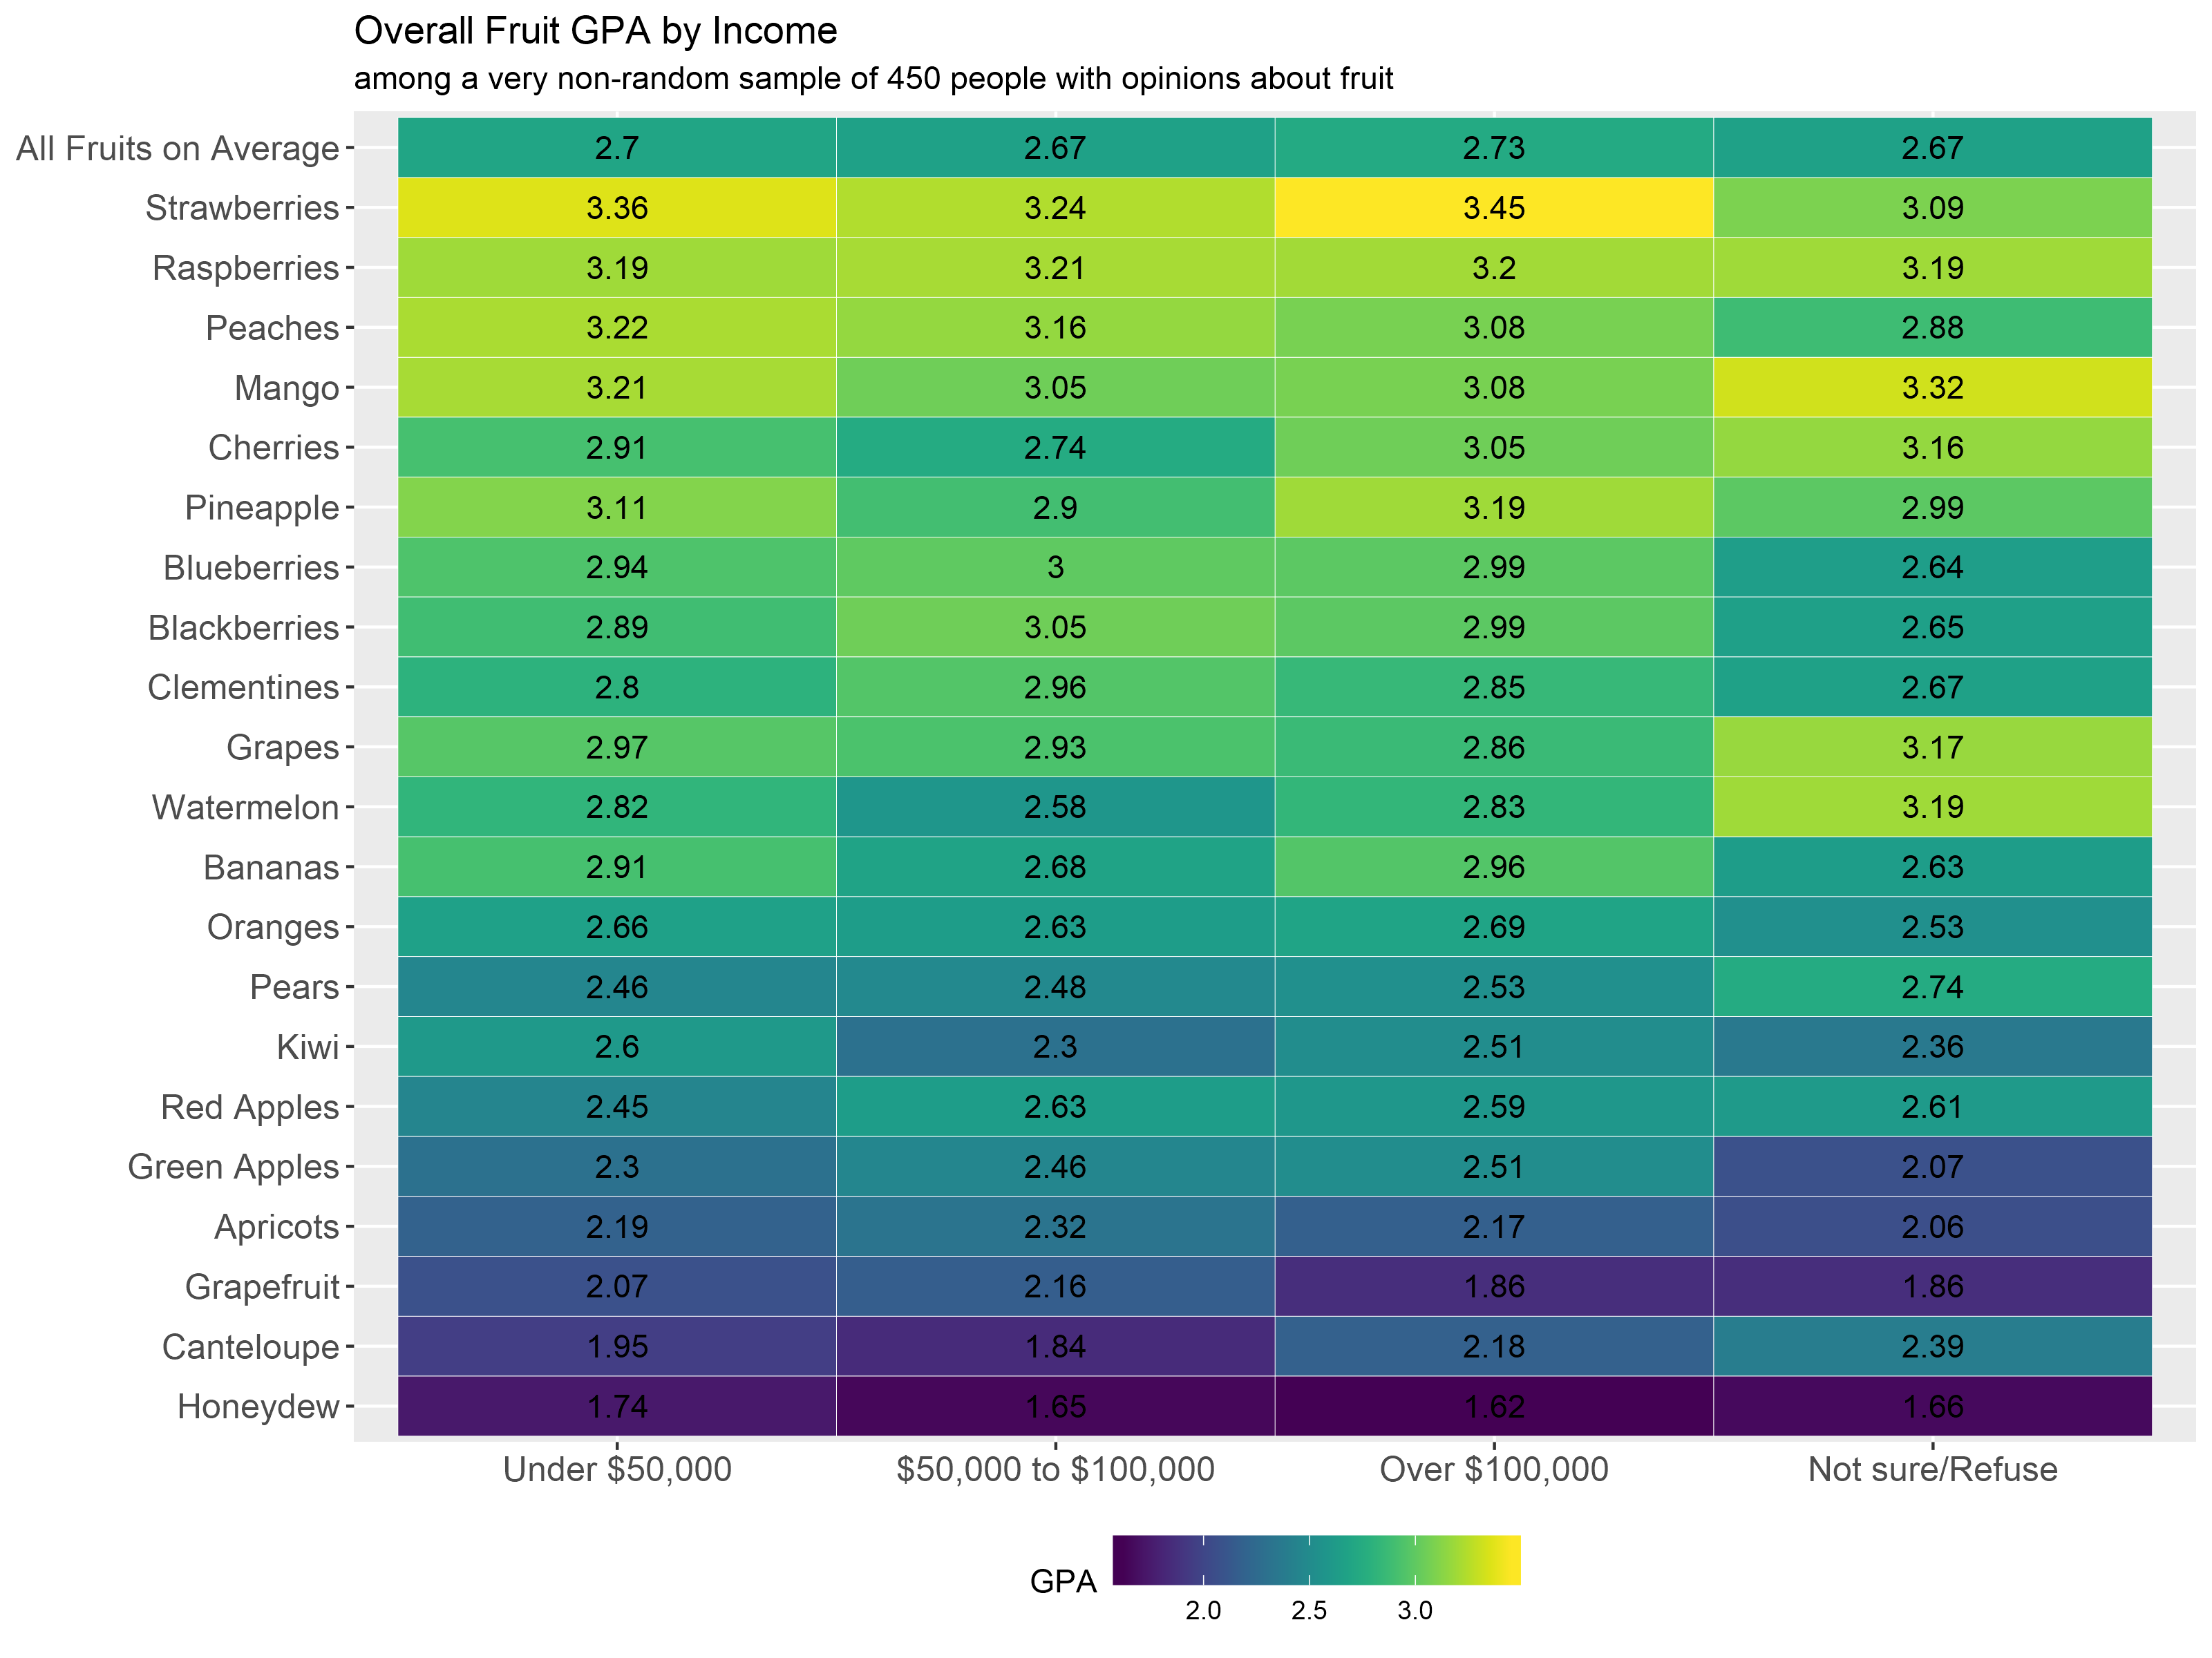 Overall Fruit GPA by Income
among a very non-random sample of 450 people with opinions about fruit
All Fruits on Average 2.7 2.67 2.73 2.67
Strawberries 3.36 3.24 3.45 3.09
Raspberries 3.19 3.21 3.2 3.19
Peaches 3.22 3.16 3.08 2.88
Mango 3.21 3.05 3.08 3.32
Cherries 2.91 2.74 3.05 3.16
Pineapple 3.11 2.9 3.19 2.99
Blueberries 2.94 3 2.99 2.64
Blackberries 2.89 3.05 2.99 2.65
Clementines 2.8 2.96 2.85 2.67
Grapes 2.97 2.93 2.86 3.17
Watermelon 2.82 2.58 2.83 3.19
Bananas 2.91 2.68 2.96 2.63
Oranges 2.66 2.63 2.69 2.53
Pears 2.46 2.48 2.53 2.74
Kiwi 2.6 2.3 2.51 2.36
Red Apples 2.45 2.63 2.59 2.61
Green Apples 2.3 2.46 2.51 2.07
Apricots 2.19 2.32 2.17 2.06
Grapefruit 2.07 2.16 1.86 1.86
Canteloupe 1.95 1.84 2.18 2.39
Honeydew 1.74 1.65 1.62 1.66
Under $50,000 $50,000 to $100,000 Over $100,000 Not sure/Refuse
GPA
2.0 2.5 3.0